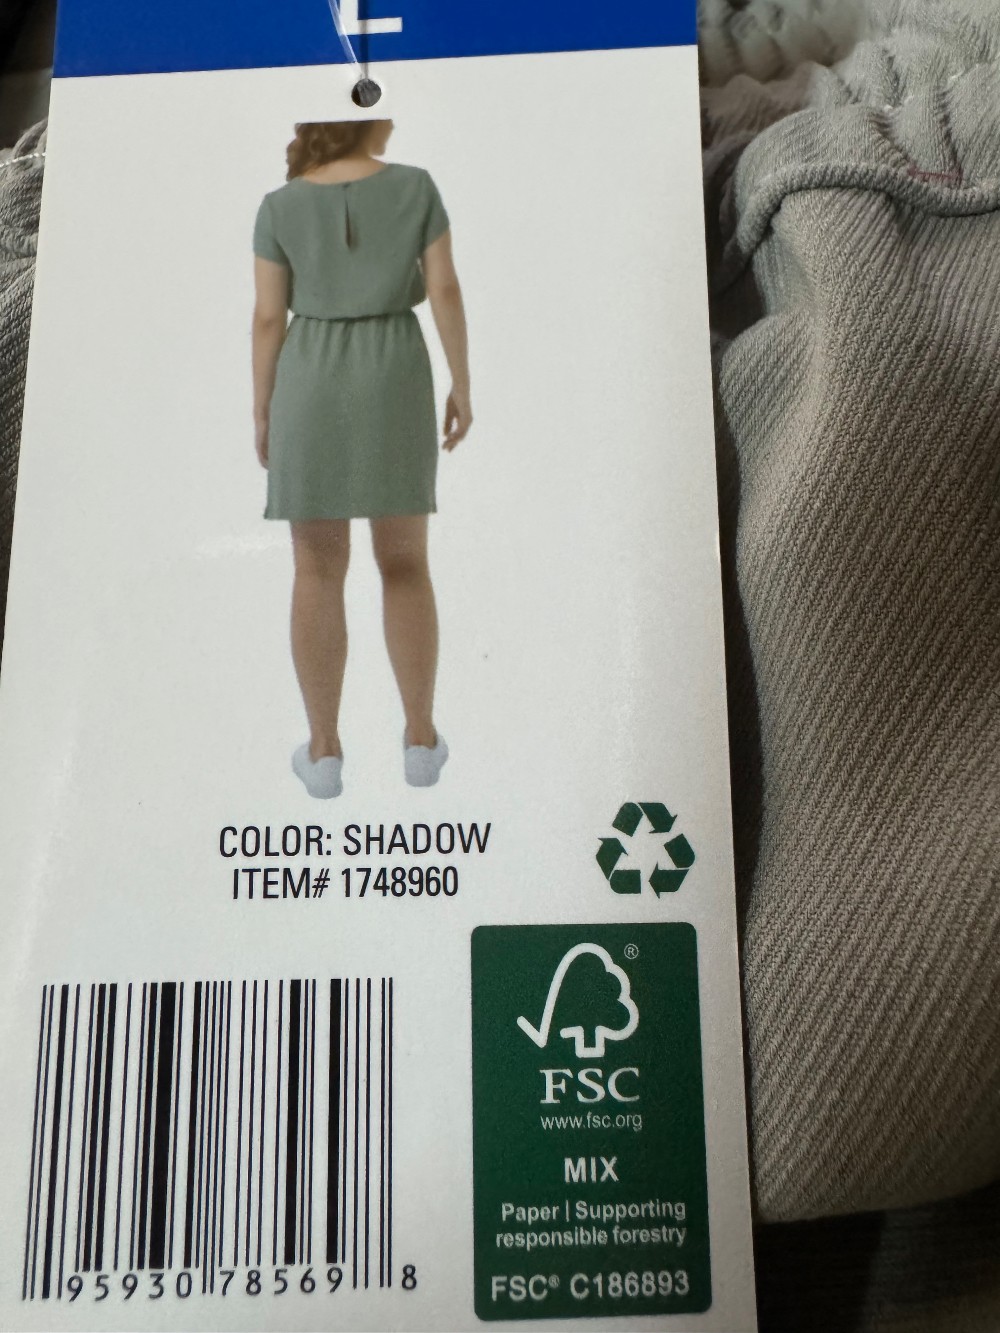 L
COLOR: SHADOW
ITEM# 1748960
®
FSC
www.fsc.org
MIX
Paper | Supporting
responsible forestry
FSC® C186893
95930 78569 8